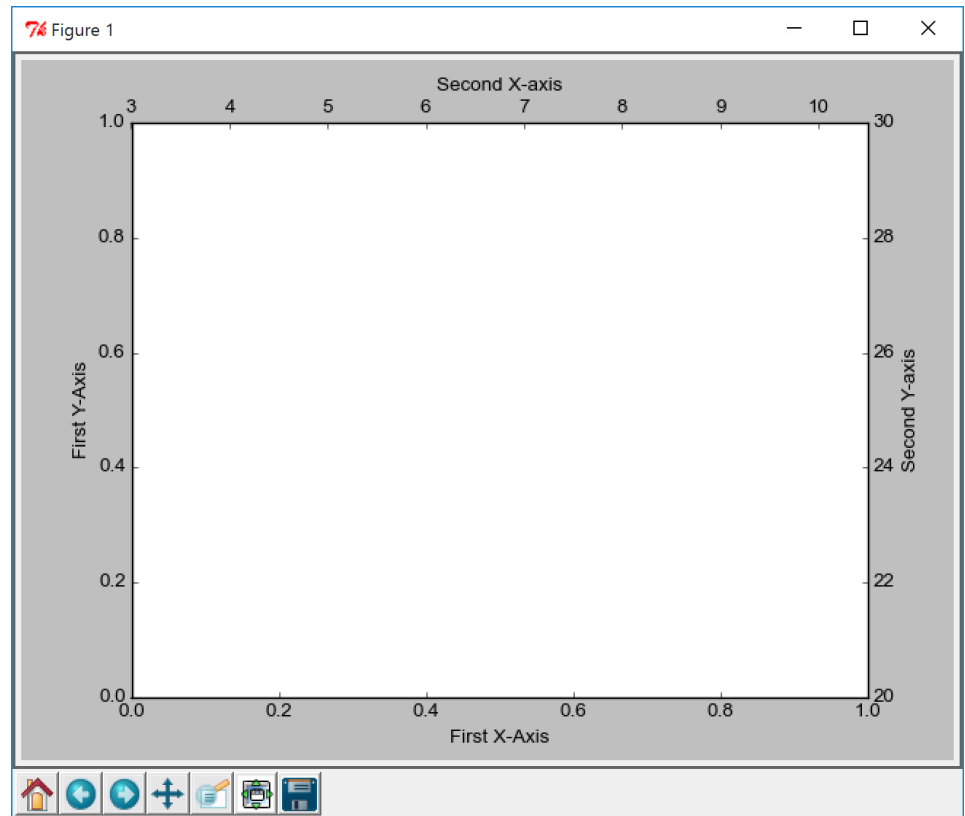 Figure 1
Second X-axis
3 4 5 6 7 8 9 10
1.0 30
0.8 28
0.6 26
First Y-Axis
Second Y-axis
0.4 24
0.2 22
0.0 20
0.0 0.2 0.4 0.6 0.8 1.0
First X-Axis